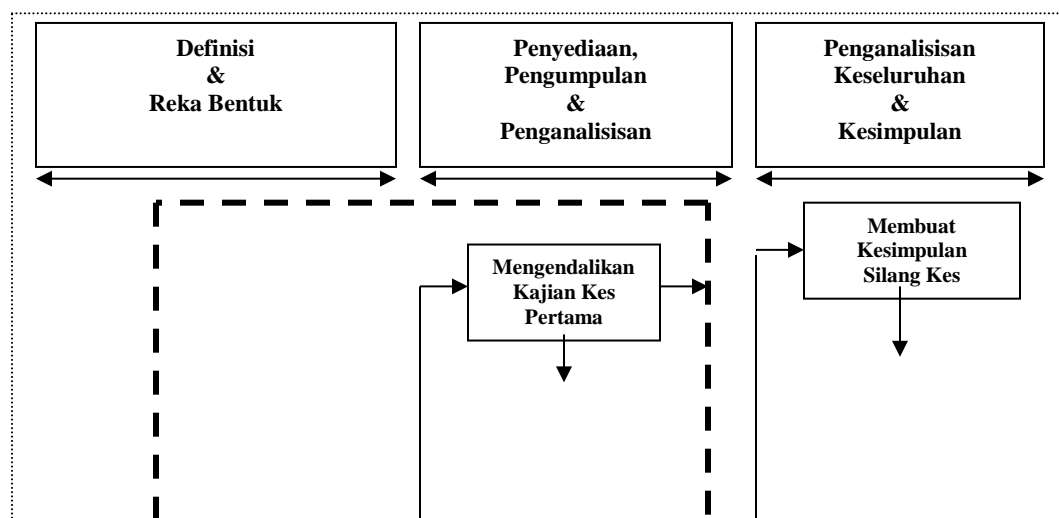 Definisi
&
Reka Bentuk
Penyediaan,
Pengumpulan
&
Penganalisisan
Penganalisisan
Keseluruhan
&
Kesimpulan
Mengendalikan
Kajian Kes
Pertama
Membuat
Kesimpulan
Silang Kes